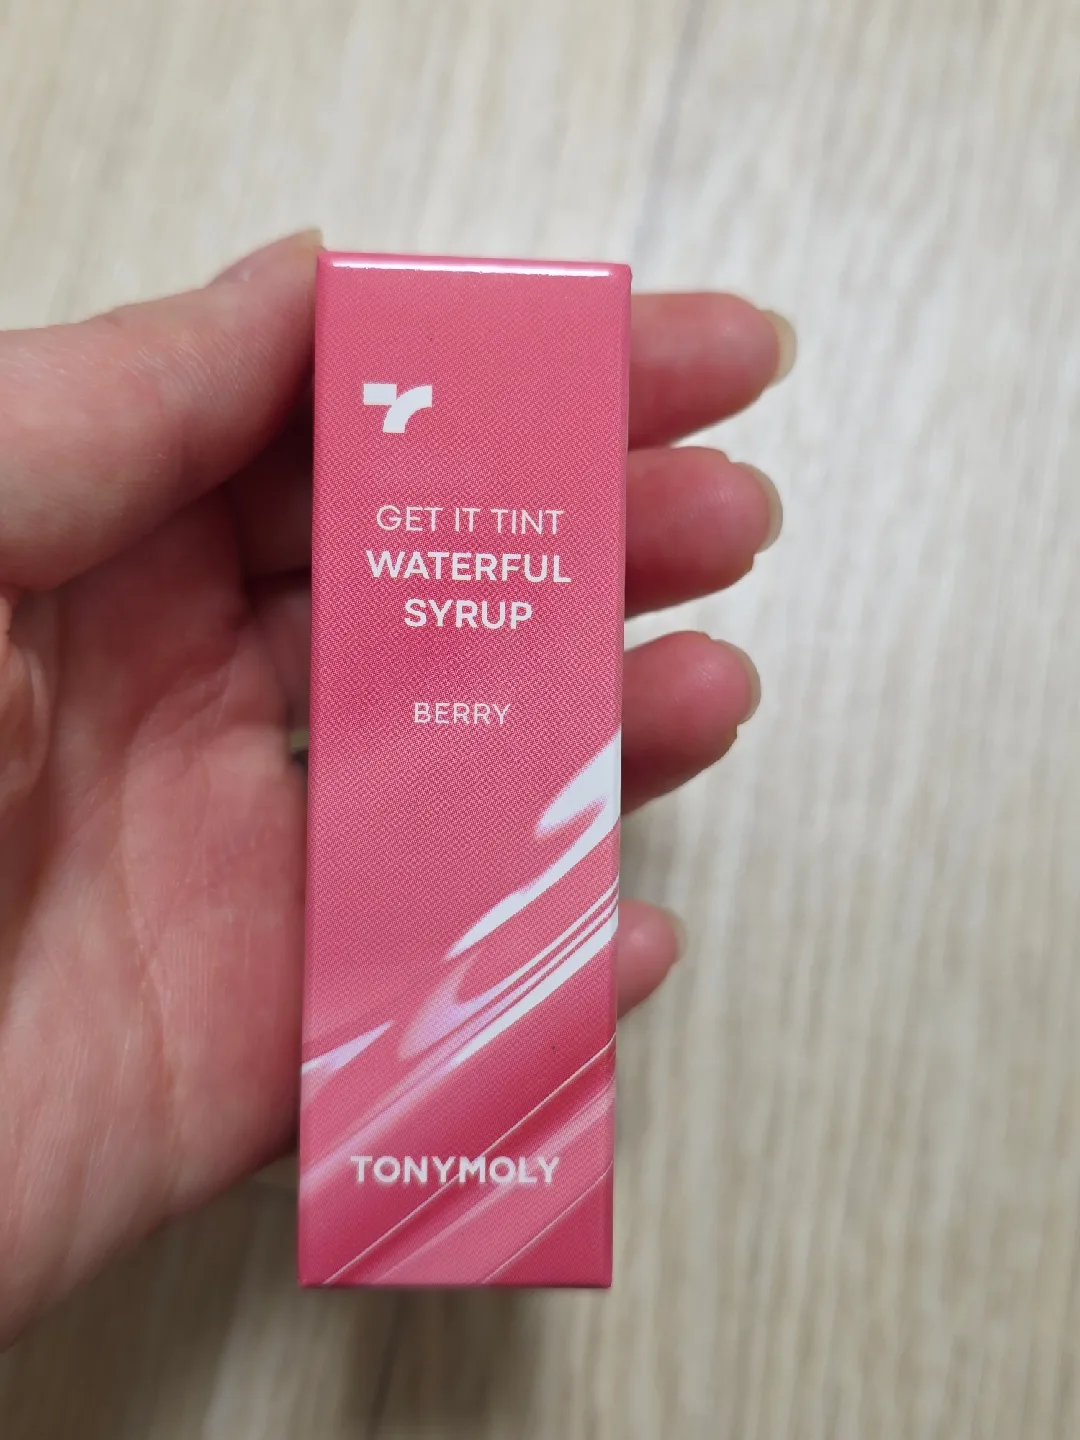 GET IT TINT
WATERFUL
SYRUP
BERRY
TONYMOLY